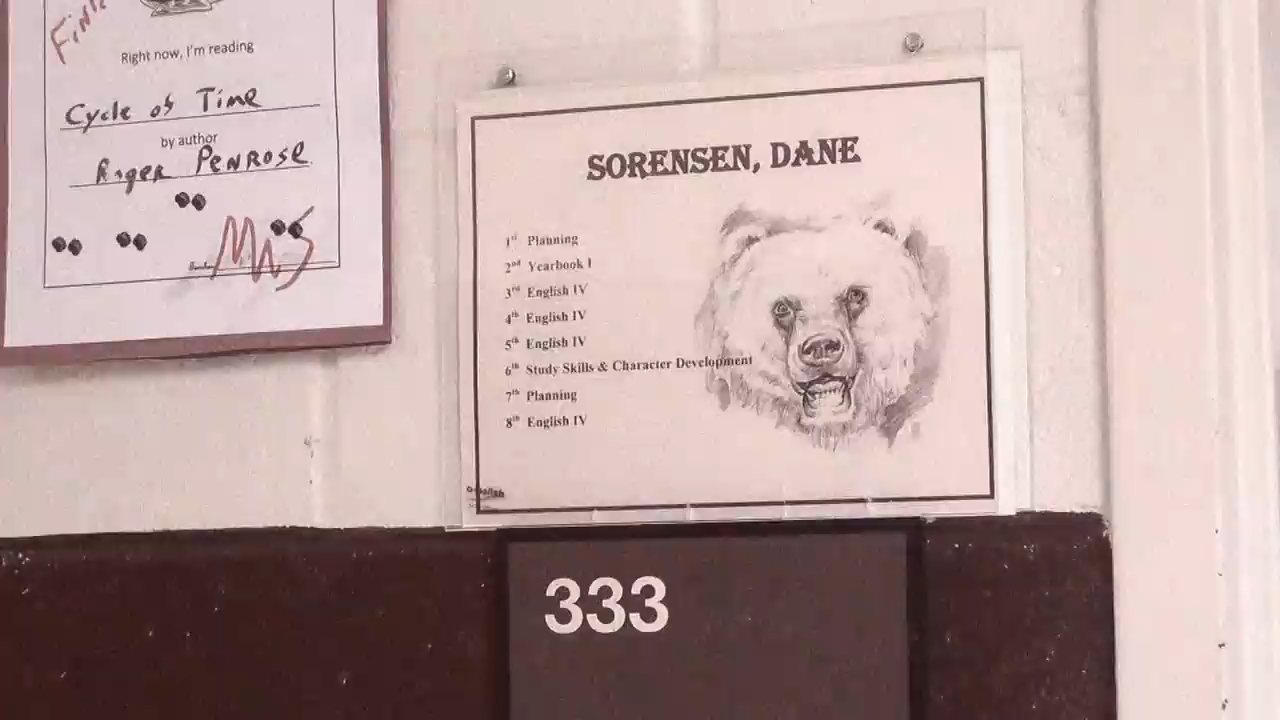 Right now, I'm reading
Cycle of Time
by author
Roger Penrose
SORENSEN, DANE
1st Planning
2nd Yearbook I
3rd English IV
4th English IV
5th English IV
6th Study Skills & Character Development
7th Planning
8th English IV
333